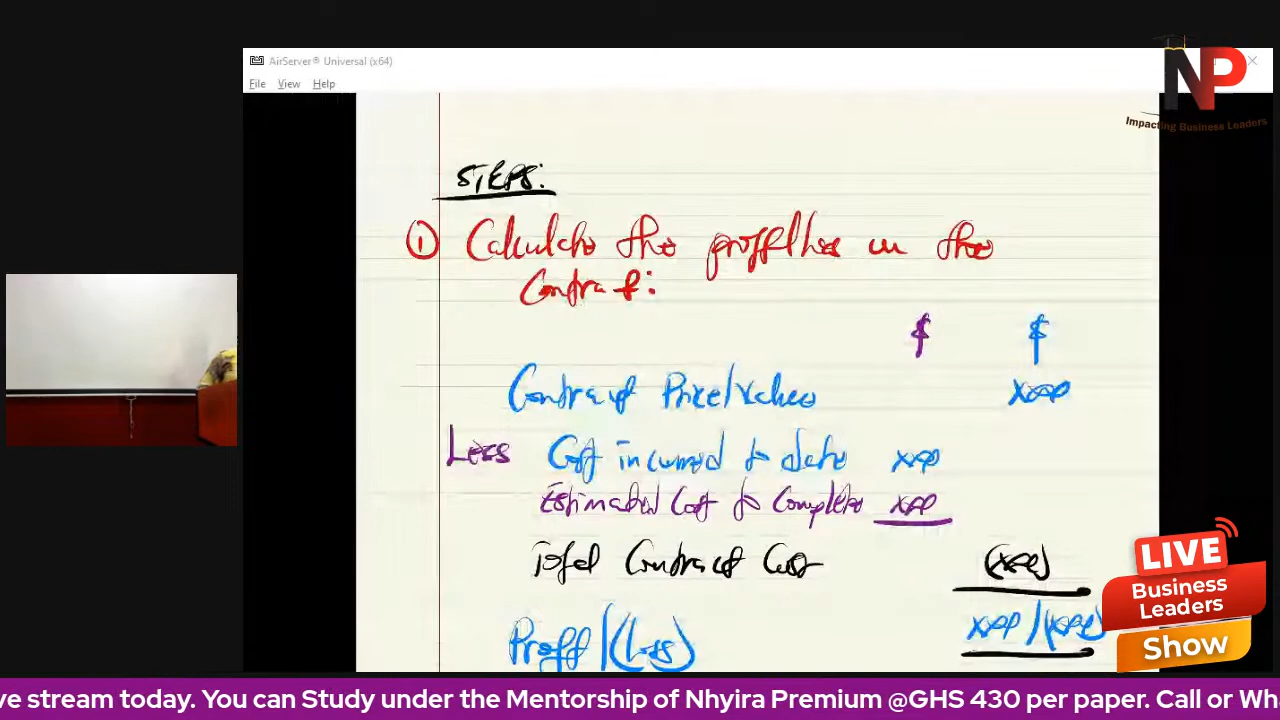 AirServer® Universal (x64)
File View Help
NP
Impacting Business Leaders
STEPS:
① Calculate the profit/loss in the
Contract:
$ $
Contract Price/Value xxx
Less Cost incurred to date xxx
Estimated Cost to Complete xxx
Total Contract Cost (xxx)
Profit/(Loss) xxx/(xxx)
LIVE
Business
Leaders
Show
ve stream today. You can Study under the Mentorship of Nhyira Premium @GHS 430 per paper. Call or Wh